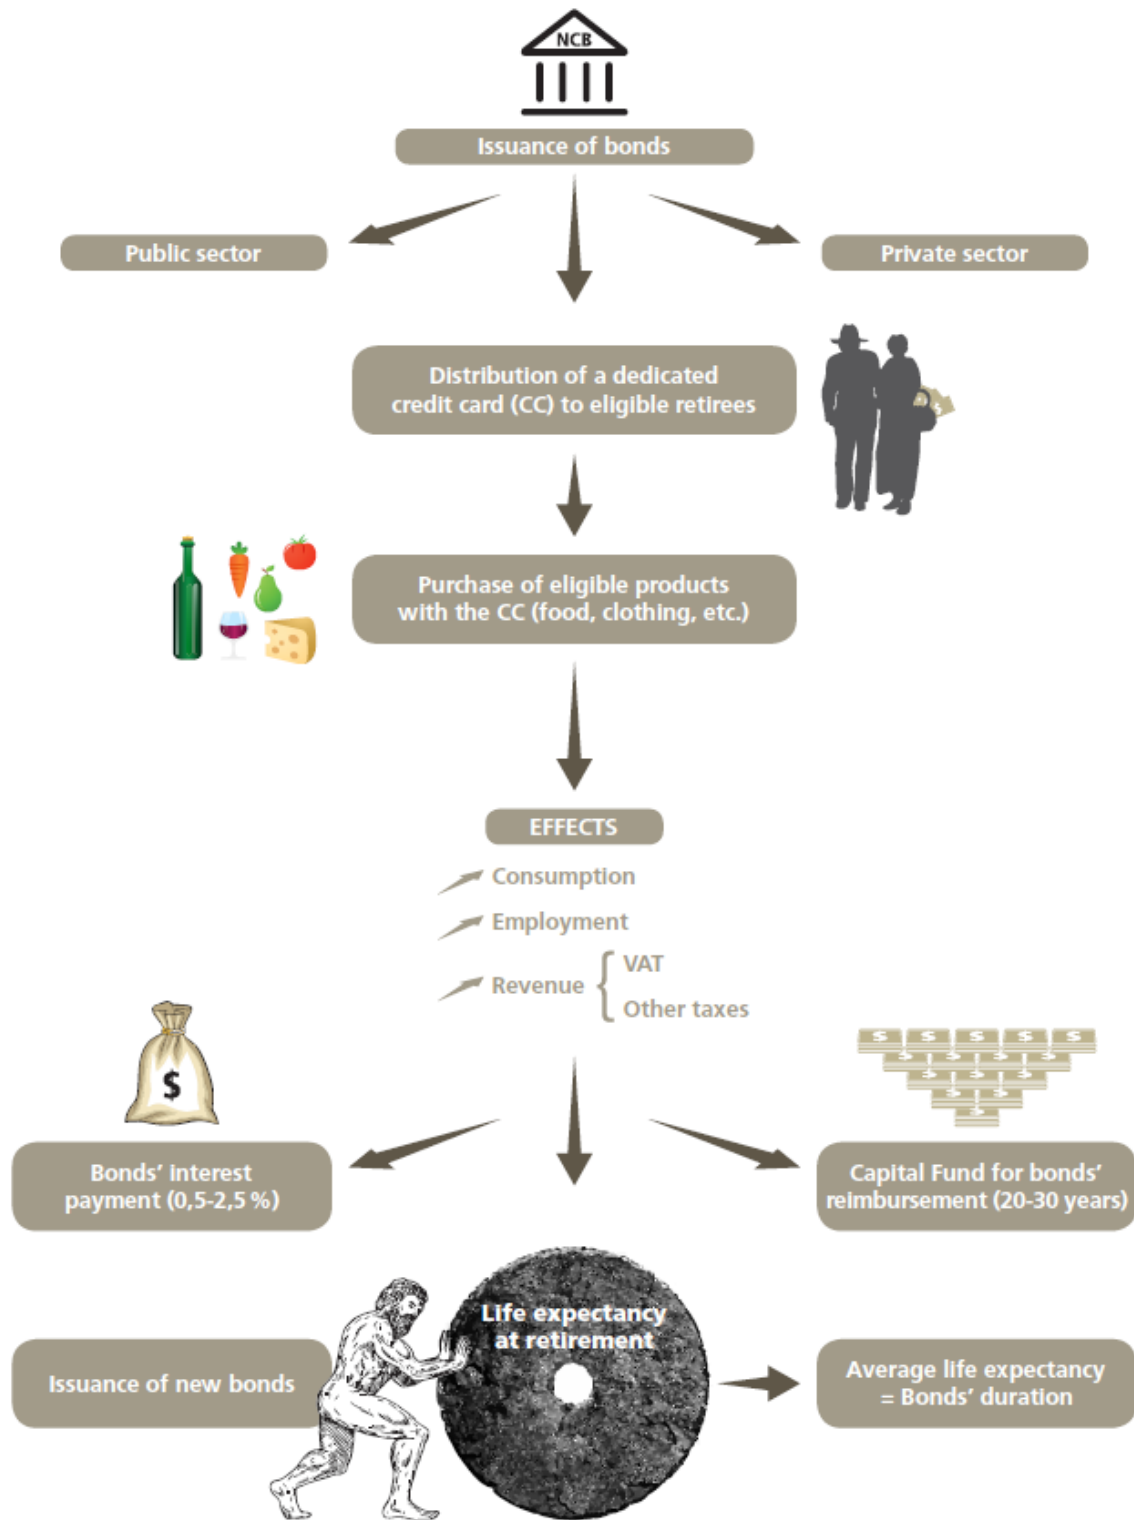 NCB
Issuance of bonds
Public sector
Private sector
Distribution of a dedicated
credit card (CC) to eligible retirees
$
Purchase of eligible products
with the CC (food, clothing, etc.)
EFFECTS
Consumption
Employment
Revenue
VAT
Other taxes
$
$ $ $ $ $
$ $ $ $
$ $ $
$ $
$
Bonds’ interest
payment (0,5-2,5 %)
Capital Fund for bonds’
reimbursement (20-30 years)
Life expectancy
at retirement
Issuance of new bonds
Average life expectancy
= Bonds’ duration